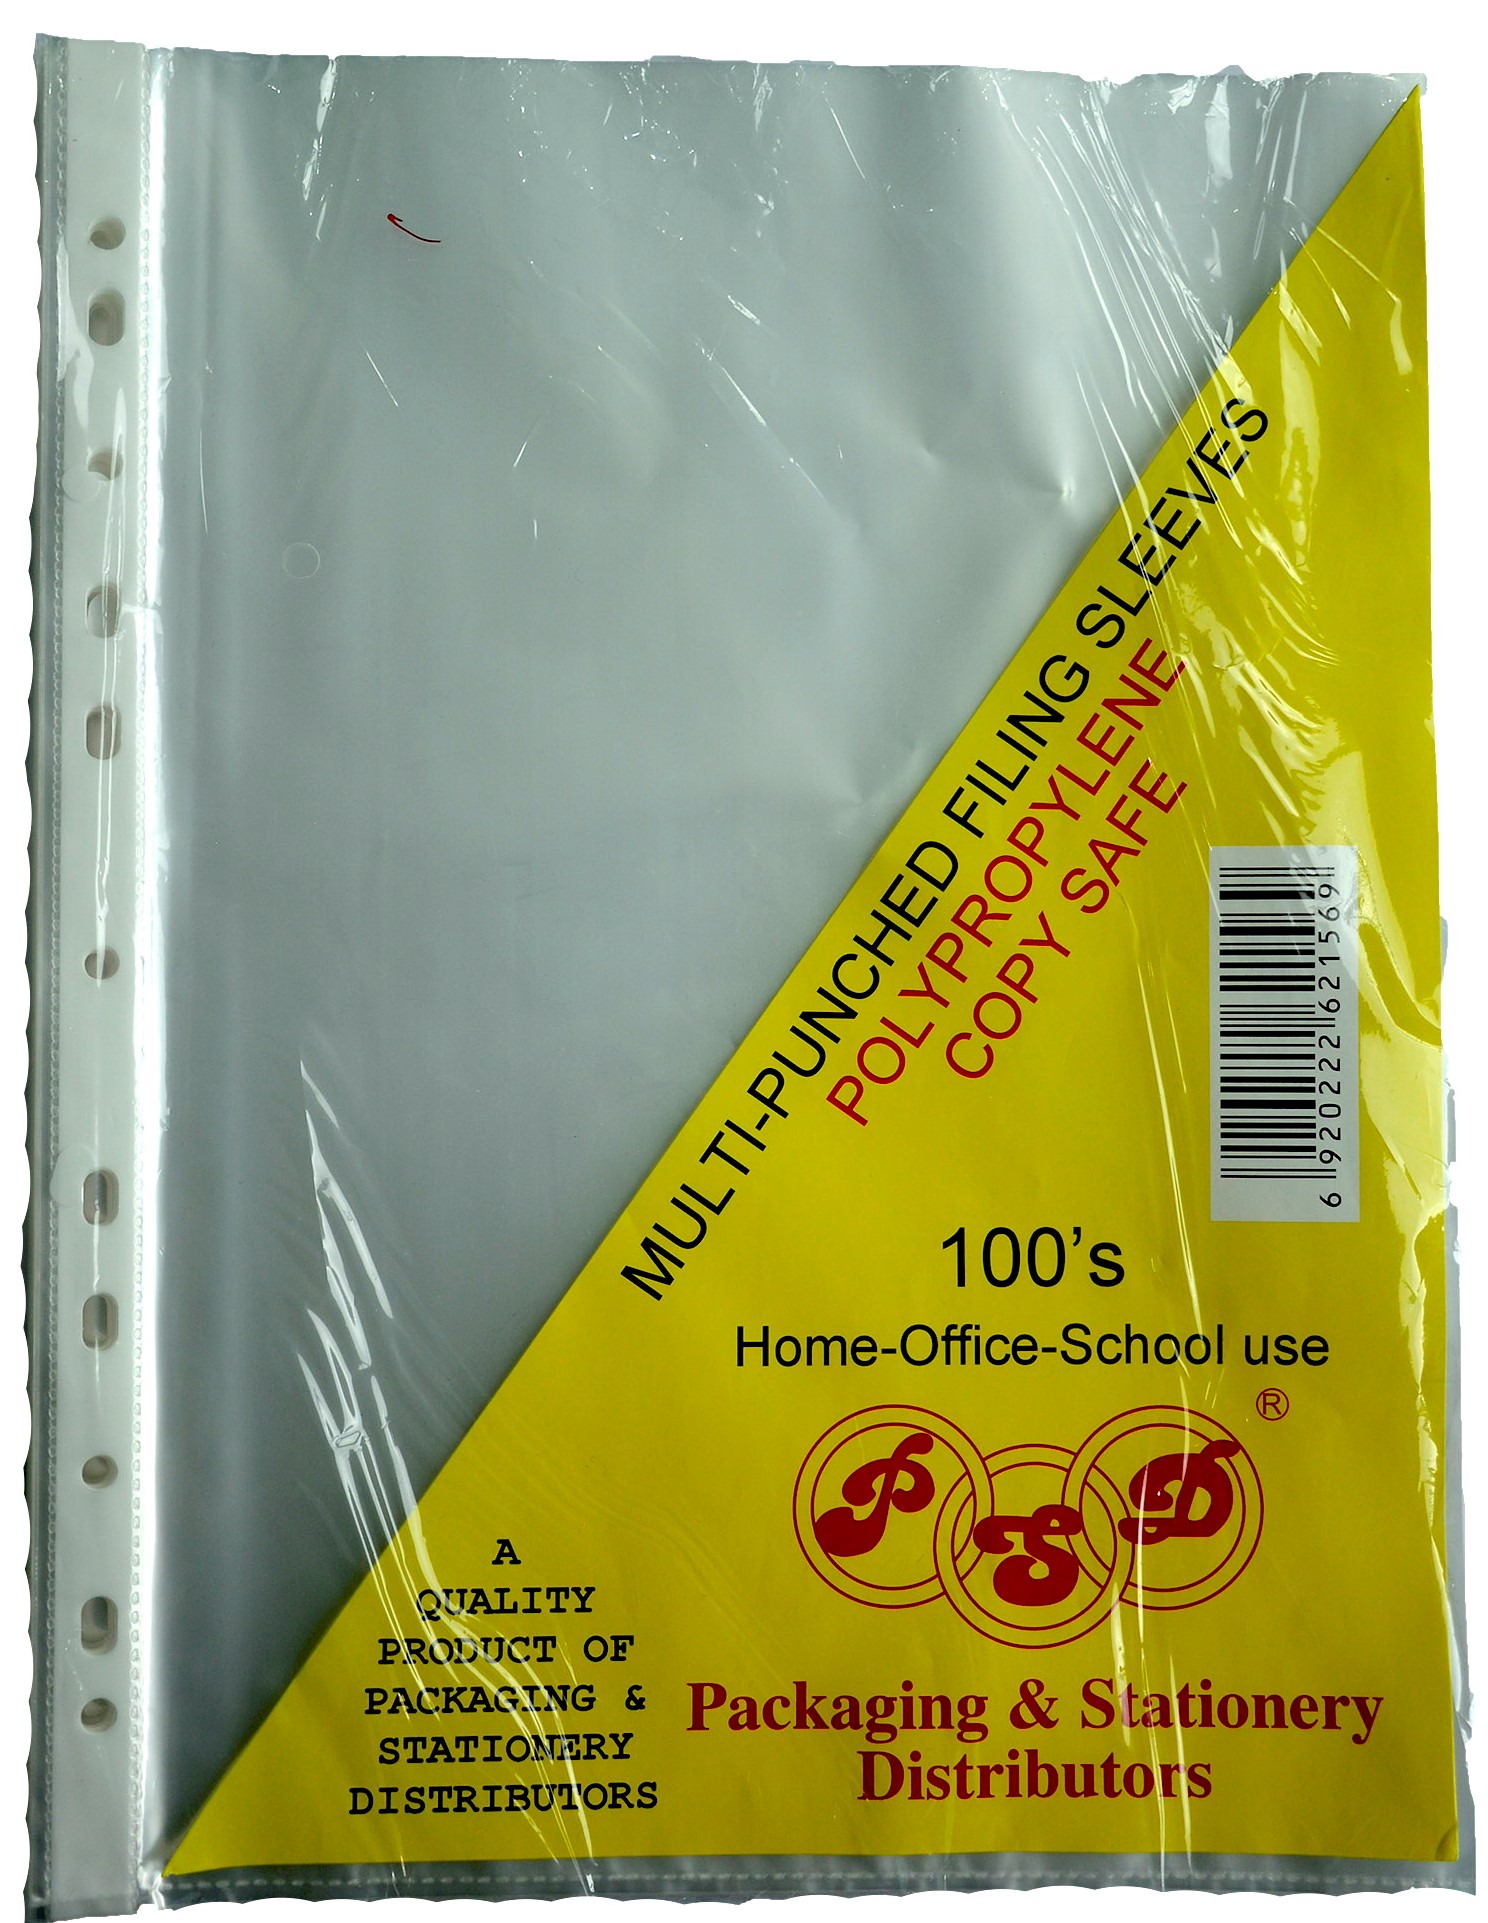 MULTI-PUNCHED FILING SLEEVES
POLYPROPYLENE
COPY SAFE
6 920222 621569
100's
Home-Office-School use
®
P S D
A
QUALITY
PRODUCT OF
PACKAGING &
STATIONERY
DISTRIBUTORS
Packaging & Stationery
Distributors